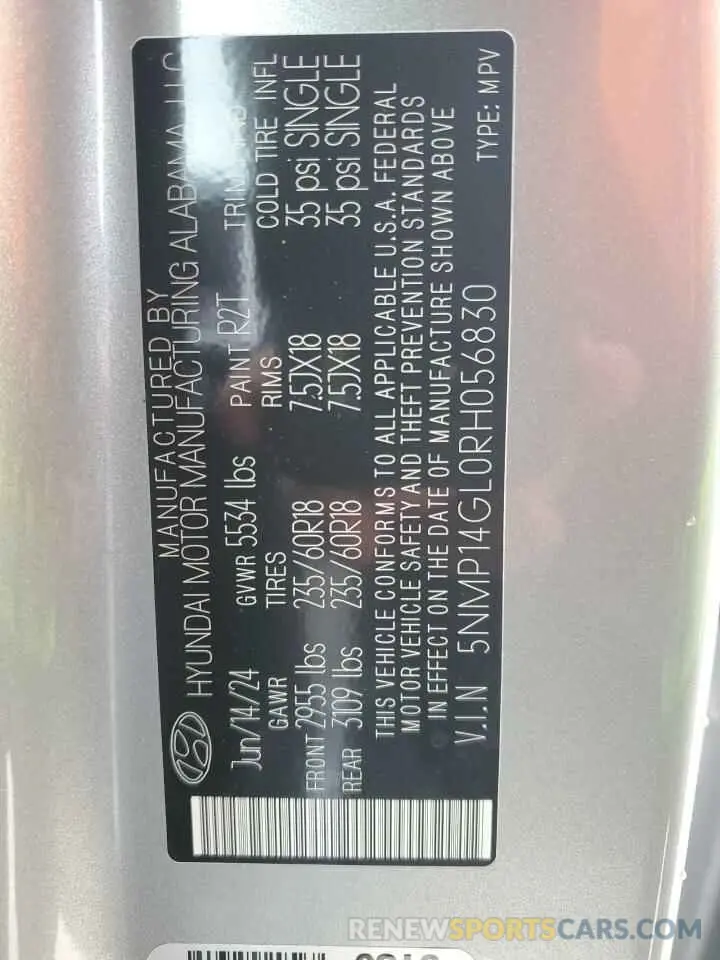 MANUFACTURED BY
HYUNDAI MOTOR MANUFACTURING ALABAMA, LLC
Jun/14/24 GVWR 5534 lbs PAINT R2T TRIM
GAWR TIRES RIMS COLD TIRE INFL
FRONT 2955 lbs 235/60R18 7.5JX18 35 psi SINGLE
REAR 3109 lbs 235/60R18 7.5JX18 35 psi SINGLE
THIS VEHICLE CONFORMS TO ALL APPLICABLE U.S.A. FEDERAL
MOTOR VEHICLE SAFETY AND THEFT PREVENTION STANDARDS
IN EFFECT ON THE DATE OF MANUFACTURE SHOWN ABOVE
V.I.N 5NMP14GL0RH056830 TYPE: MPV
RENEWSPORTSCARS.COM